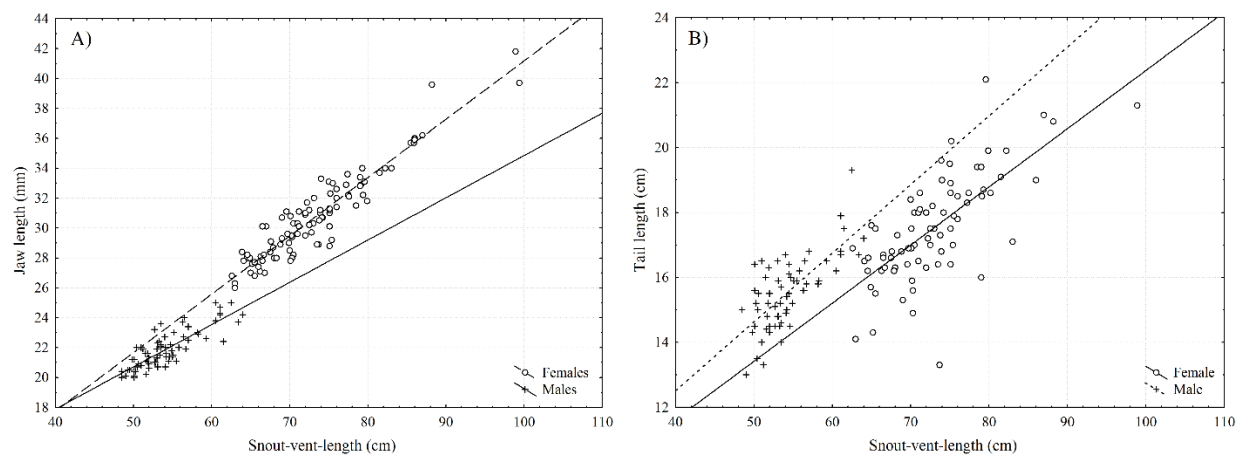 A)
44
42
40
38
36
34
32
30
28
26
24
22
20
18
Jaw length (mm)
40 50 60 70 80 90 100 110
Snout-vent-length (cm)
Females
Males
B)
24
22
20
18
16
14
12
Tail length (cm)
40 50 60 70 80 90 100 110
Snout-vent-length (cm)
Female
Male